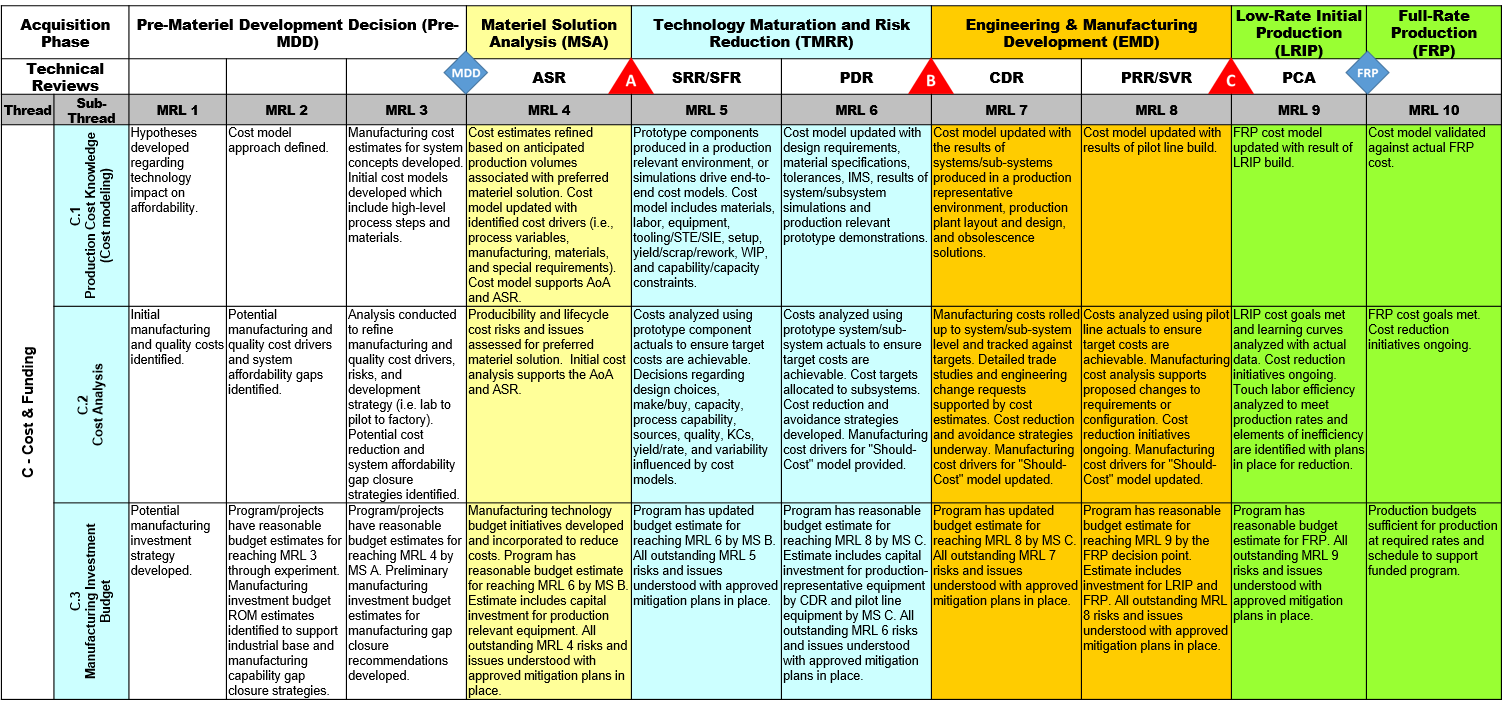 Acquisition
Phase
Pre-Materiel Development Decision (Pre-
MDD)
Materiel Solution
Analysis (MSA)
Technology Maturation and Risk
Reduction (TMRR)
Engineering & Manufacturing
Development (EMD)
Low-Rate Initial
Production
(LRIP)
Full-Rate
Production
(FRP)
Technical
Reviews
MDD
ASR
A
SRR/SFR
PDR
B
CDR
PRR/SVR
C
PCA
FRP
Thread
Sub-
Thread
MRL 1
MRL 2
MRL 3
MRL 4
MRL 5
MRL 6
MRL 7
MRL 8
MRL 9
MRL 10
C - Cost & Funding
C.1
Production Cost Knowledge
(Cost modeling)
Hypotheses
developed
regarding
technology
impact on
affordability.
Cost model
approach defined.
Manufacturing cost
estimates for system
concepts developed.
Initial cost models
developed which
include high-level
process steps and
materials.
Cost estimates refined
based on anticipated
production volumes
associated with preferred
materiel solution. Cost
model updated with
identified cost drivers (i.e.,
process variables,
manufacturing, materials,
and special requirements).
Cost model supports AoA
and ASR.
Prototype components
produced in a production
relevant environment, or
simulations drive end-to-
end cost models. Cost
model includes materials,
labor, equipment,
tooling/STE/SIE, setup,
yield/scrap/rework, WIP,
and capability/capacity
constraints.
Cost model updated with
design requirements,
material specifications,
tolerances, IMS, results of
system/subsystem
simulations and
production relevant
prototype demonstrations.
Cost model updated with
the results of
systems/sub-systems
produced in a production
representative
environment, production
plant layout and design,
and obsolescence
solutions.
Cost model updated with
results of pilot line build.
FRP cost model
updated with result of
LRIP build.
Cost model validated
against actual FRP
cost.
C.2
Cost Analysis
Initial
manufacturing
and quality costs
identified.
Potential
manufacturing and
quality cost drivers
and system
affordability gaps
identified.
Analysis conducted
to refine
manufacturing and
quality cost drivers,
risks, and
development
strategy (i.e. lab to
pilot to factory).
Potential cost
reduction and
system affordability
gap closure
strategies identified.
Producibility and lifecycle
cost risks and issues
assessed for preferred
materiel solution. Initial cost
analysis supports the AoA
and ASR.
Costs analyzed using
prototype component
actuals to ensure target
costs are achievable.
Decisions regarding
design choices,
make/buy, capacity,
process capability,
sources, quality, KCs,
yield/rate, and variability
influenced by cost
models.
Costs analyzed using
prototype system/sub-
system actuals to ensure
target costs are
achievable. Cost targets
allocated to subsystems.
Cost reduction and
avoidance strategies
developed. Manufacturing
cost drivers for "Should-
Cost" model provided.
Manufacturing costs rolled
up to system/sub-system
level and tracked against
targets. Detailed trade
studies and engineering
change requests
supported by cost
estimates. Cost reduction
and avoidance strategies
underway. Manufacturing
cost drivers for "Should-
Cost" model updated.
Costs analyzed using pilot
line actuals to ensure
target costs are
achievable. Manufacturing
cost analysis supports
proposed changes to
requirements or
configuration. Cost
reduction initiatives
ongoing. Manufacturing
cost drivers for "Should-
Cost" model updated.
LRIP cost goals met
and learning curves
analyzed with actual
data. Cost reduction
initiatives ongoing.
Touch labor efficiency
analyzed to meet
production rates and
elements of inefficiency
are identified with plans
in place for reduction.
FRP cost goals met.
Cost reduction
initiatives ongoing.
C.3
Manufacturing Investment
Budget
Potential
manufacturing
investment
strategy
developed.
Program/projects
have reasonable
budget estimates for
reaching MRL 3
through experiment.
Manufacturing
investment budget
ROM estimates
identified to support
industrial base and
manufacturing
capability gap
closure strategies.
Program/projects
have reasonable
budget estimates for
reaching MRL 4 by
MS A. Preliminary
manufacturing
investment budget
estimates for
manufacturing gap
closure
recommendations
developed.
Manufacturing technology
budget initiatives developed
and incorporated to reduce
costs. Program has
reasonable budget estimate
for reaching MRL 6 by MS B.
Estimate includes capital
investment for production
relevant equipment. All
outstanding MRL 4 risks and
issues understood with
approved mitigation plans in
place.
Program has updated
budget estimate for
reaching MRL 6 by MS B.
All outstanding MRL 5
risks and issues
understood with approved
mitigation plans in place.
Program has reasonable
budget estimate for
reaching MRL 8 by MS C.
Estimate includes capital
investment for production-
representative equipment
by CDR and pilot line
equipment by MS C. All
outstanding MRL 6 risks
and issues understood
with approved mitigation
plans in place.
Program has updated
budget estimate for
reaching MRL 8 by MS C.
All outstanding MRL 7
risks and issues
understood with approved
mitigation plans in place.
Program has reasonable
budget estimate for
reaching MRL 9 by the
FRP decision point.
Estimate includes
investment for LRIP and
FRP. All outstanding MRL
8 risks and issues
understood with approved
mitigation plans in place.
Program has
reasonable budget
estimate for FRP. All
outstanding MRL 9
risks and issues
understood with
approved mitigation
plans in place.
Production budgets
sufficient for production
at required rates and
schedule to support
funded program.